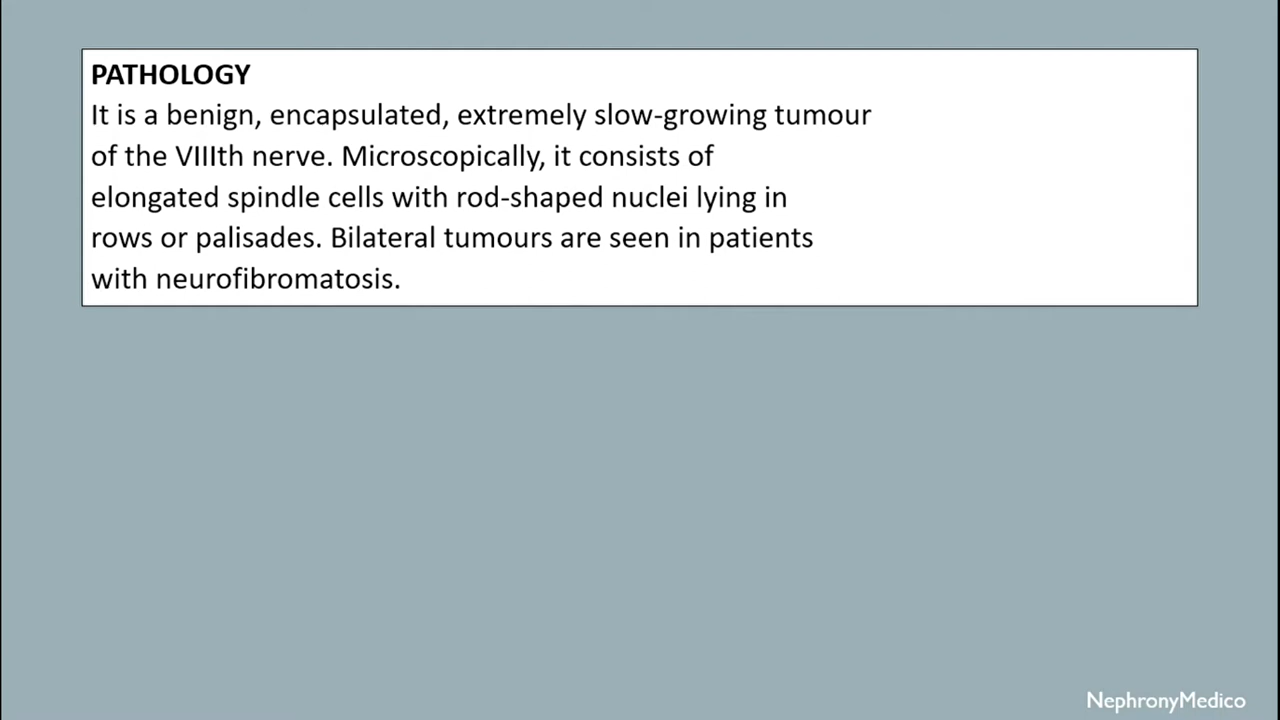 PATHOLOGY
It is a benign, encapsulated, extremely slow-growing tumour
of the VIIIth nerve. Microscopically, it consists of
elongated spindle cells with rod-shaped nuclei lying in
rows or palisades. Bilateral tumours are seen in patients
with neurofibromatosis.
NephronyMedico